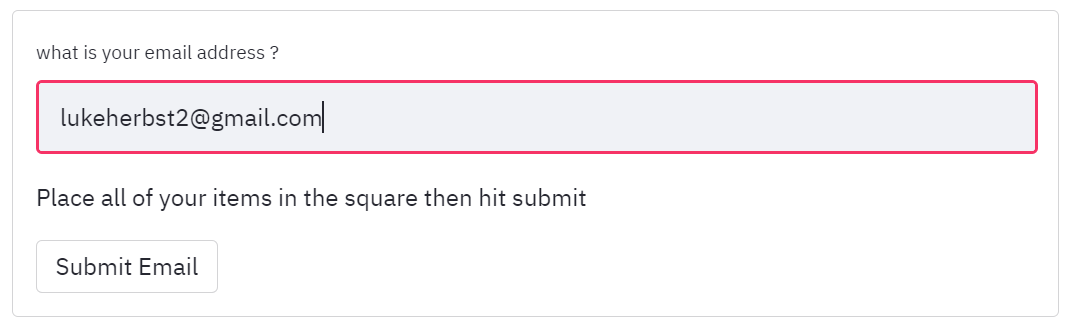 what is your email address ?
lukeherbst2@gmail.com
Place all of your items in the square then hit submit
Submit Email